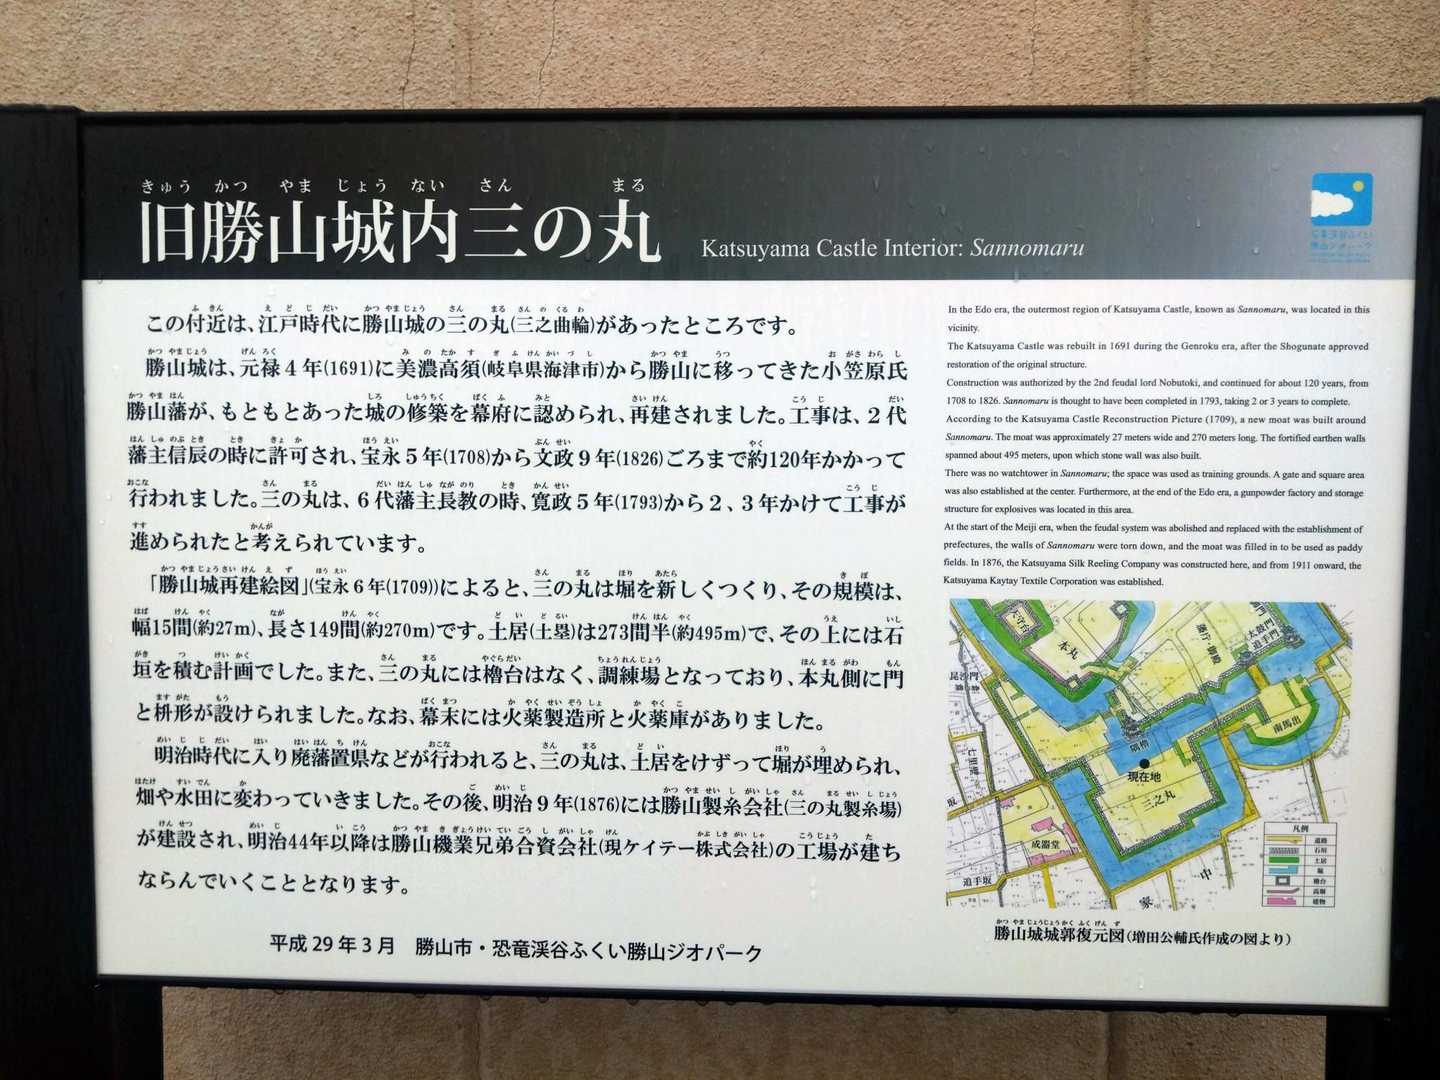 旧勝山城内三の丸
Katsuyama Castle Interior: Sannomaru
この付近は、江戸時代に勝山城の三の丸(三之曲輪)があったところです。
勝山城は、元禄4年(1691)に美濃高須(岐阜県海津市)から勝山に移ってきた小笠原氏
勝山藩が、もともとあった城の修築を幕府に認められ、再建されました。工事は、2代
藩主信辰の時に許可され、宝永5年(1708)から文政9年(1826)ごろまで約120年かかって
行われました。三の丸は、6代藩主長教の時、寛政5年(1793)から2、3年かけて工事が
進められたと考えられています。
「勝山城再建絵図」(宝永6年(1709))によると、三の丸は堀を新しくつくり、その規模は、
幅15間(約27m)、長さ149間(約270m)です。土居(土塁)は273間半(約495m)で、その上には石
垣を積む計画でした。また、三の丸には櫓台はなく、調練場となっており、本丸側に門
と枡形が設けられました。なお、幕末には火薬製造所と火薬庫がありました。
明治時代に入り廃藩置県などが行われると、三の丸は、土居をけずって堀が埋められ、
畑や水田に変わっていきました。その後、明治9年(1876)には勝山製糸会社(三の丸製糸場)
が建設され、明治44年以降は勝山機業兄弟合資会社(現ケイテー株式会社)の工場が建ち
ならんでいくこととなります。
平成29年3月 勝山市・恐竜渓谷ふくい勝山ジオパーク
In the Edo era, the outermost region of Katsuyama Castle, known as Sannomaru, was located in this
vicinity.
The Katsuyama Castle was rebuilt in 1691 during the Genroku era, after the Shogunate approved
restoration of the original structure.
Construction was authorized by the 2nd feudal lord Nobutoki, and continued for about 120 years, from
1708 to 1826. Sannomaru is thought to have been completed in 1793, taking 2 or 3 years to complete.
According to the Katsuyama Castle Reconstruction Picture (1709), a new moat was built around
Sannomaru. The moat was approximately 27 meters wide and 270 meters long. The fortified earthen walls
spanned about 495 meters, upon which stone wall was also built.
There was no watchtower in Sannomaru; the space was used as training grounds. A gate and square area
was also established at the center. Furthermore, at the end of the Edo era, a gunpowder factory and storage
structure for explosives was located in this area.
At the start of the Meiji era, when the feudal system was abolished and replaced with the establishment of
prefectures, the walls of Sannomaru were torn down, and the moat was filled in to be used as paddy
fields. In 1876, the Katsuyama Silk Reeling Company was constructed here, and from 1911 onward, the
Katsuyama Kaytay Textile Corporation was established.
天守台
本丸
太鼓門
追手門
昆沙門
南馬出
七里壁
現在地
三之丸
成器堂
追手坂
中
家
凡例
道路
石垣
土居
堀
櫓台
高塀
建物
勝山城城郭復元図(増田公輔氏作成の図より)